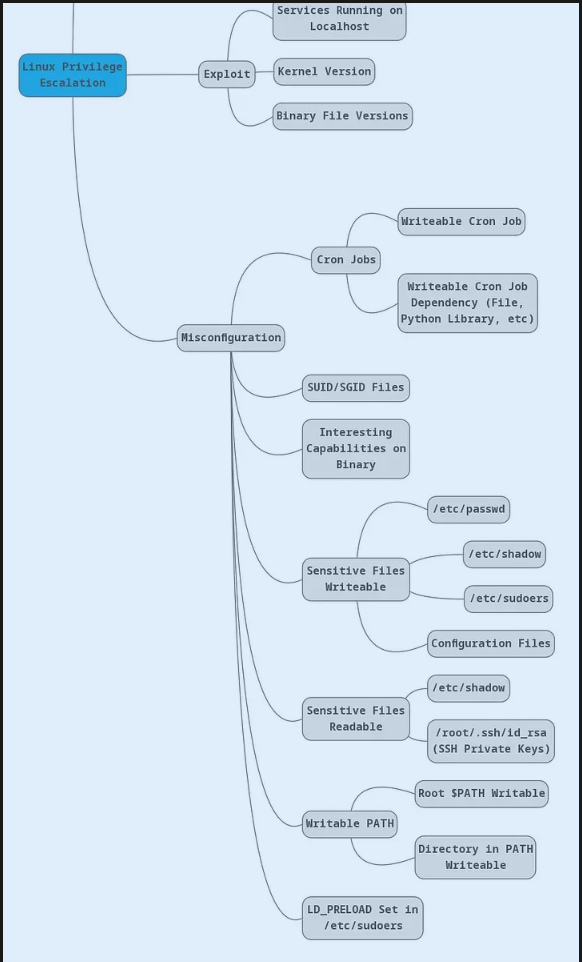 Services Running on
Localhost
Linux Privilege
Escalation
Exploit
Kernel Version
Binary File Versions
Writeable Cron Job
Cron Jobs
Writeable Cron Job
Dependency (File,
Python Library, etc)
Misconfiguration
SUID/SGID Files
Interesting
Capabilities on
Binary
/etc/passwd
/etc/shadow
Sensitive Files
Writeable
/etc/sudoers
Configuration Files
/etc/shadow
Sensitive Files
Readable
/root/.ssh/id_rsa
(SSH Private Keys)
Root $PATH Writable
Writable PATH
Directory in PATH
Writeable
LD_PRELOAD Set in
/etc/sudoers